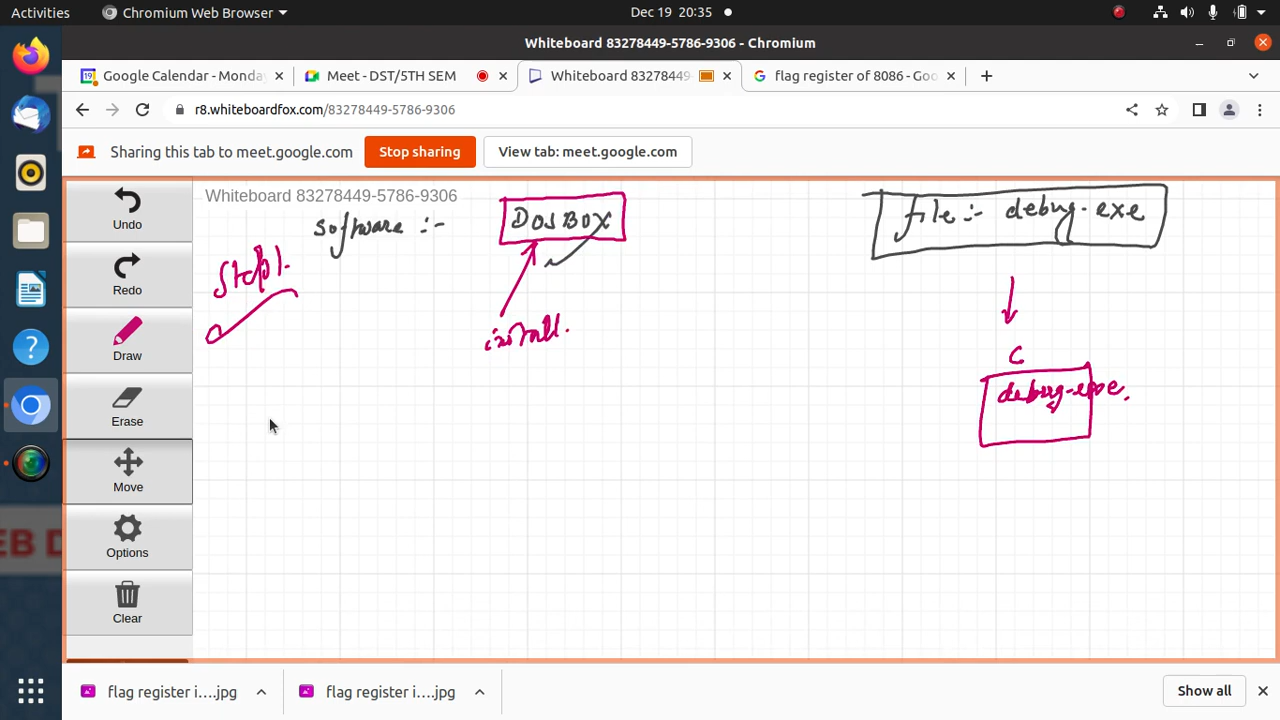 Activities
Chromium Web Browser
Dec 19 20:35
Whiteboard 83278449-5786-9306 - Chromium
Google Calendar - Monda
Meet - DST/5TH SEM
Whiteboard 83278449
flag register of 8086 - Goo
r8.whiteboardfox.com/83278449-5786-9306
Sharing this tab to meet.google.com
Stop sharing
View tab: meet.google.com
Whiteboard 83278449-5786-9306
Undo
Redo
Draw
Erase
Move
Options
Clear
software :-
DOSBOX
file :- debug.exe
Step1.
install.
C
debug.exe.
EB D
flag register i....jpg
flag register i....jpg
Show all